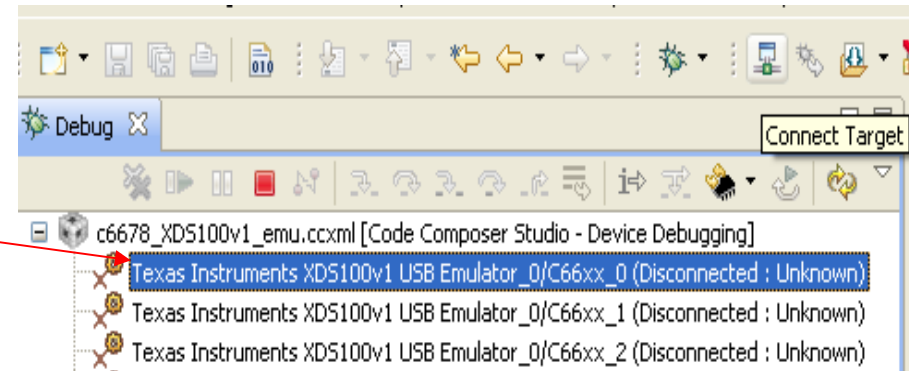 010
Debug
Connect Target
c6678_XDS100v1_emu.ccxml [Code Composer Studio - Device Debugging]
Texas Instruments XDS100v1 USB Emulator_0/C66xx_0 (Disconnected : Unknown)
Texas Instruments XDS100v1 USB Emulator_0/C66xx_1 (Disconnected : Unknown)
Texas Instruments XDS100v1 USB Emulator_0/C66xx_2 (Disconnected : Unknown)